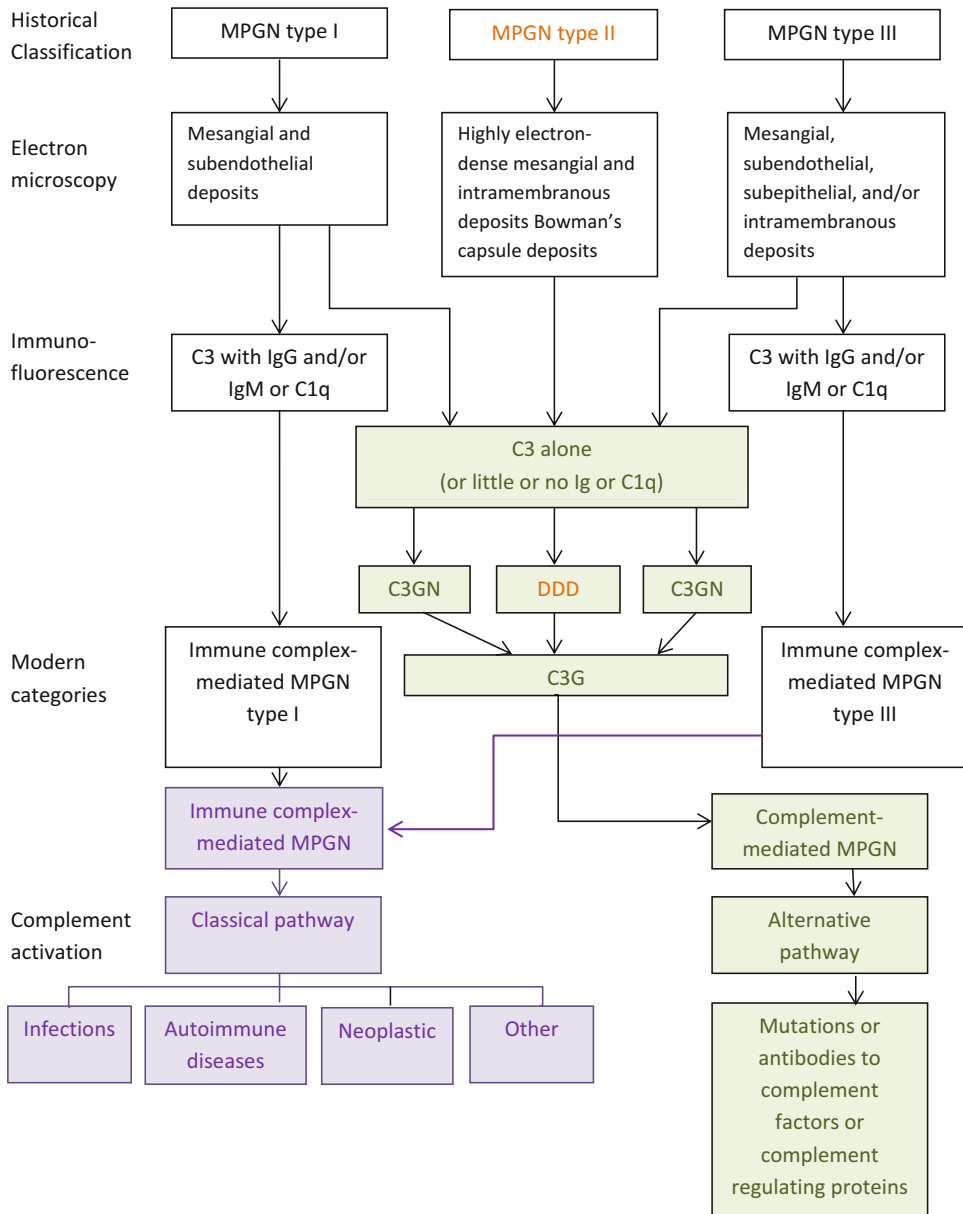 Historical
Classification
MPGN type I
MPGN type II
MPGN type III
Electron
microscopy
Mesangial and
subendothelial
deposits
Highly electron-
dense mesangial and
intramembranous
deposits Bowman's
capsule deposits
Mesangial,
subendothelial,
subepithelial, and/or
intramembranous
deposits
Immuno-
fluorescence
C3 with IgG and/or
IgM or C1q
C3 with IgG and/or
IgM or C1q
C3 alone
(or little or no Ig or C1q)
C3GN
DDD
C3GN
Modern
categories
Immune complex-
mediated MPGN
type I
C3G
Immune complex-
mediated MPGN
type III
Immune complex-
mediated MPGN
Complement-
mediated MPGN
Complement
activation
Classical pathway
Alternative
pathway
Infections
Autoimmune
diseases
Neoplastic
Other
Mutations or
antibodies to
complement
factors or
complement
regulating proteins